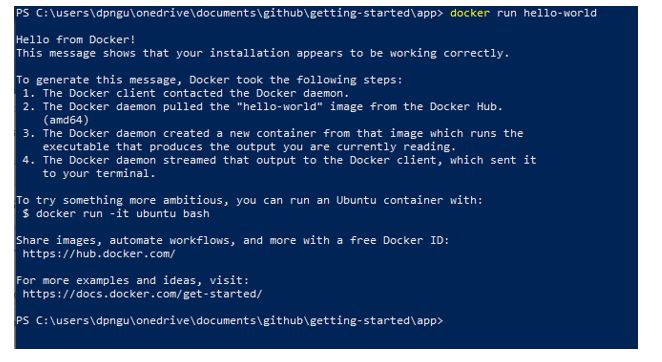 PS C:\users\dpngu\onedrive\documents\github\getting-started\app> docker run hello-world
Hello from Docker!
This message shows that your installation appears to be working correctly.
To generate this message, Docker took the following steps:
1. The Docker client contacted the Docker daemon.
2. The Docker daemon pulled the "hello-world" image from the Docker Hub.
(amd64)
3. The Docker daemon created a new container from that image which runs the
executable that produces the output you are currently reading.
4. The Docker daemon streamed that output to the Docker client, which sent it
to your terminal.
To try something more ambitious, you can run an Ubuntu container with:
$ docker run -it ubuntu bash
Share images, automate workflows, and more with a free Docker ID:
https://hub.docker.com/
For more examples and ideas, visit:
https://docs.docker.com/get-started/
PS C:\users\dpngu\onedrive\documents\github\getting-started\app>